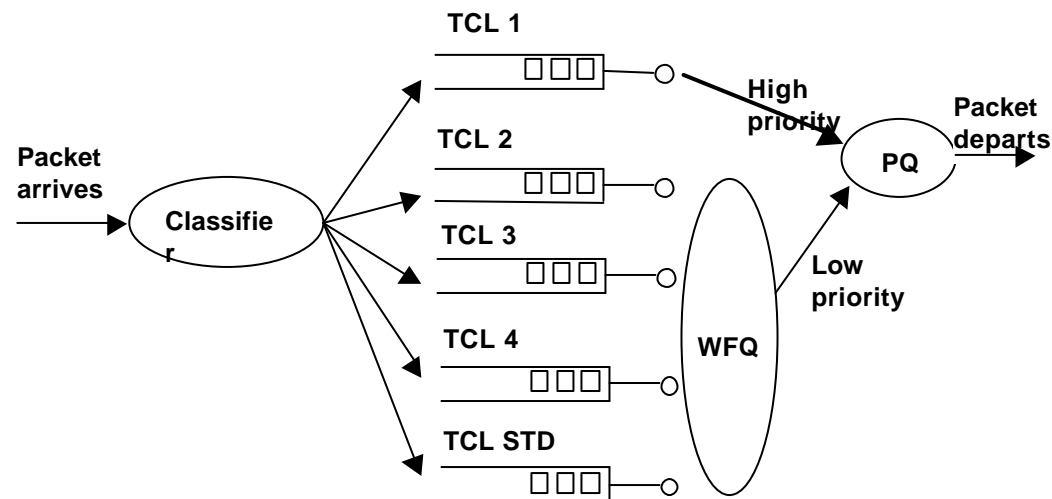 TCL 1
High
priority
Packet
departs
TCL 2
PQ
Packet
arrives
Classifie
r
TCL 3
Low
priority
TCL 4
WFQ
TCL STD